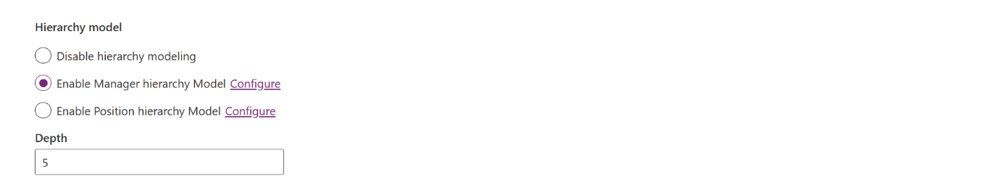 Hierarchy model
Disable hierarchy modeling
Enable Manager hierarchy Model Configure
Enable Position hierarchy Model Configure
Depth
5